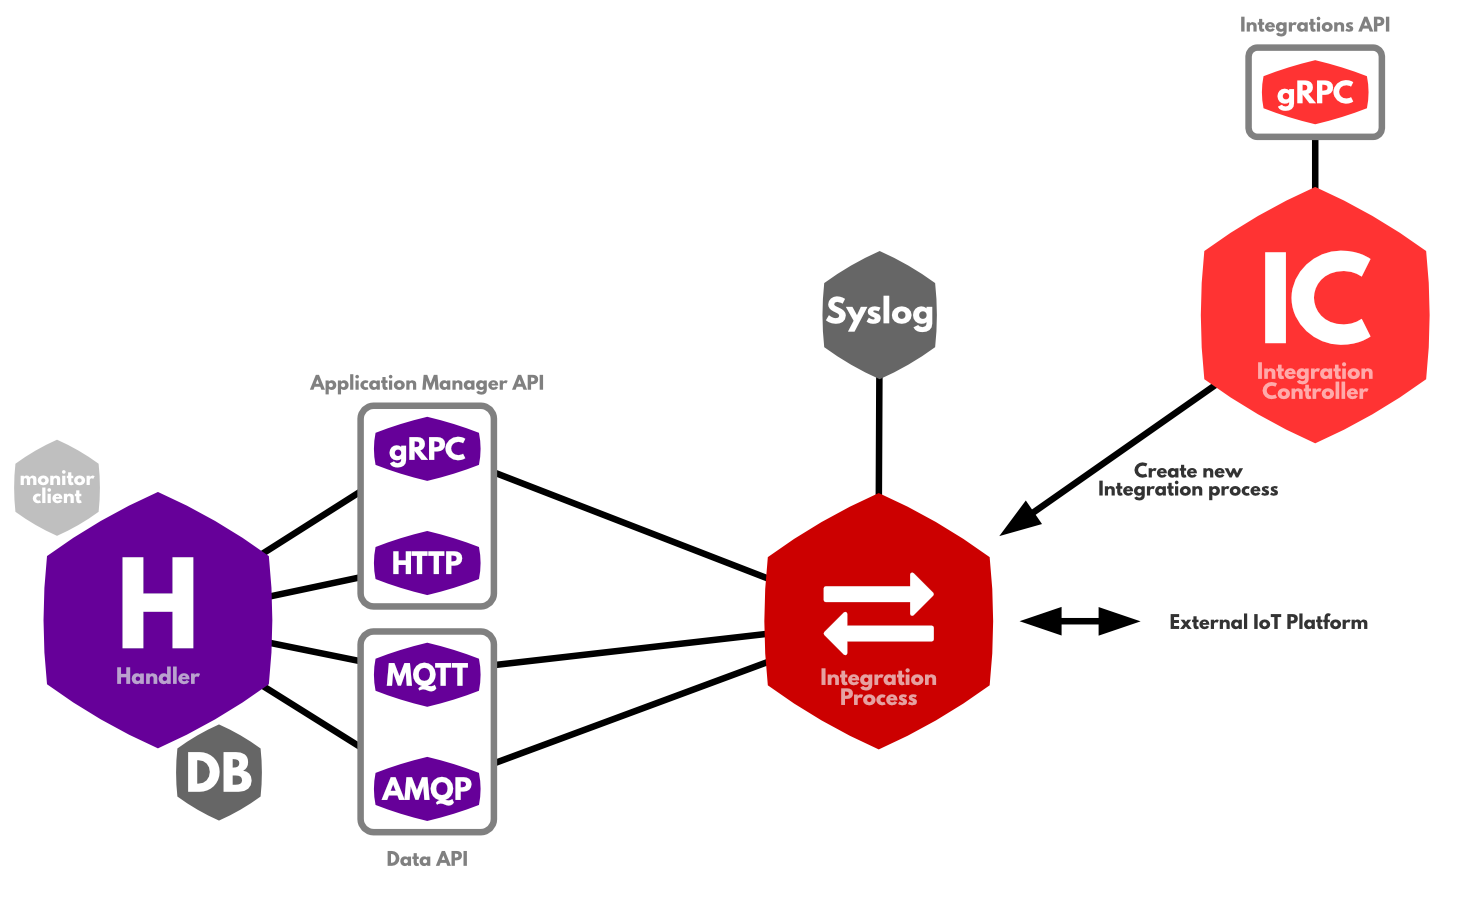 Integrations API
gRPC
IC
Integration
Controller
Syslog
Application Manager API
gRPC
HTTP
monitor
client
H
Handler
DB
MQTT
AMQP
Data API
Create new
Integration process
Integration
Process
External IoT Platform